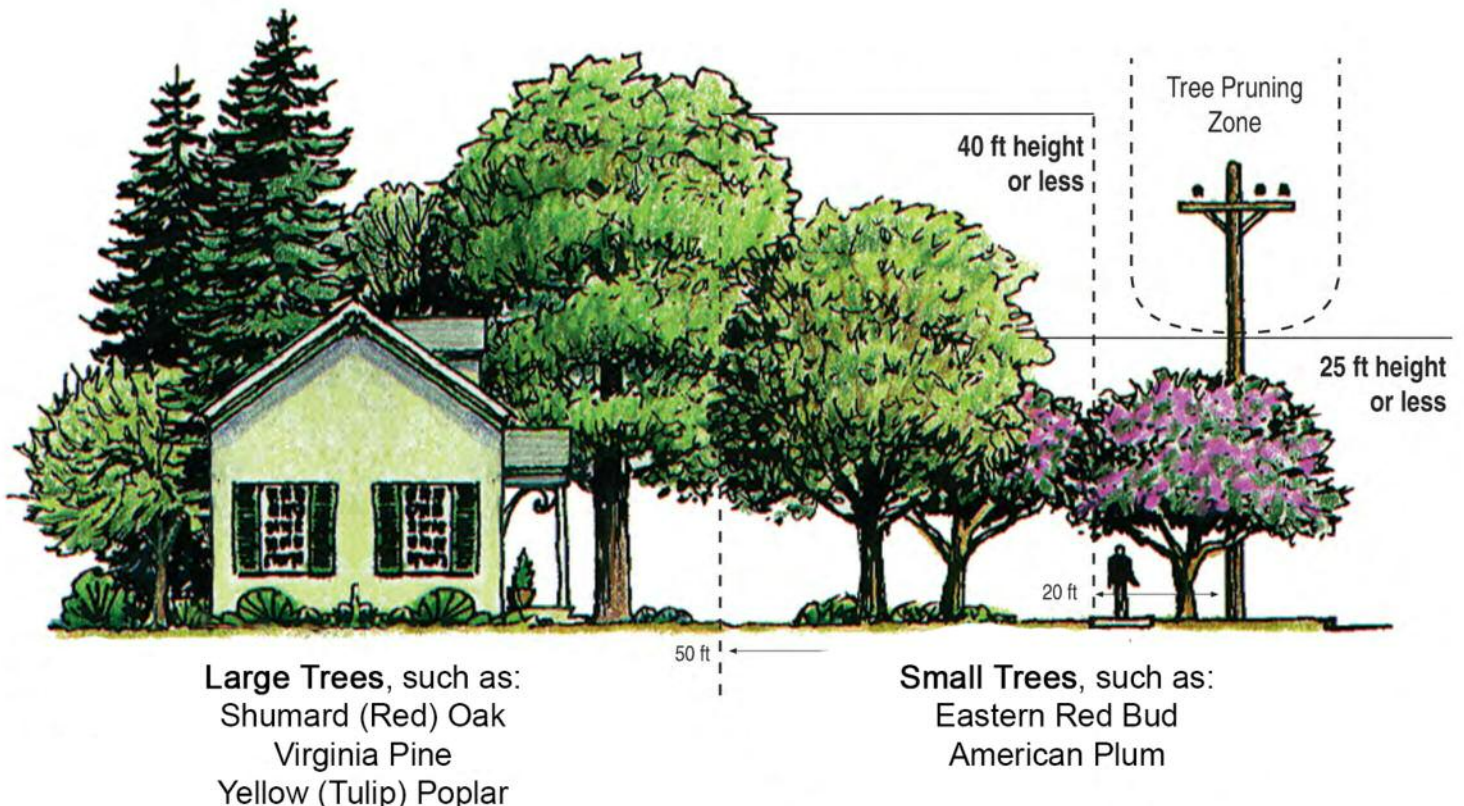 Tree Pruning
Zone
40 ft height
or less
25 ft height
or less
20 ft
50 ft
Large Trees, such as:
Shumard (Red) Oak
Virginia Pine
Yellow (Tulip) Poplar
Small Trees, such as:
Eastern Red Bud
American Plum